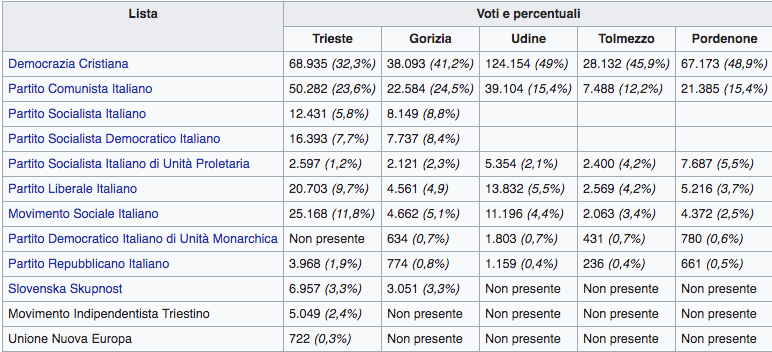 Lista Voti e percentuali
Trieste Gorizia Udine Tolmezzo Pordenone
Democrazia Cristiana 68.935 (32,3%) 38.093 (41,2%) 124.154 (49%) 28.132 (45,9%) 67.173 (48,9%)
Partito Comunista Italiano 50.282 (23,6%) 22.584 (24,5%) 39.104 (15,4%) 7.488 (12,2%) 21.385 (15,4%)
Partito Socialista Italiano 12.431 (5,8%) 8.149 (8,8%)
Partito Socialista Democratico Italiano 16.393 (7,7%) 7.737 (8,4%)
Partito Socialista Italiano di Unità Proletaria 2.597 (1,2%) 2.121 (2,3%) 5.354 (2,1%) 2.400 (4,2%) 7.687 (5,5%)
Partito Liberale Italiano 20.703 (9,7%) 4.561 (4,9) 13.832 (5,5%) 2.569 (4,2%) 5.216 (3,7%)
Movimento Sociale Italiano 25.168 (11,8%) 4.662 (5,1%) 11.196 (4,4%) 2.063 (3,4%) 4.372 (2,5%)
Partito Democratico Italiano di Unità Monarchica Non presente 634 (0,7%) 1.803 (0,7%) 431 (0,7%) 780 (0,6%)
Partito Repubblicano Italiano 3.968 (1,9%) 774 (0,8%) 1.159 (0,4%) 236 (0,4%) 661 (0,5%)
Slovenska Skupnost 6.957 (3,3%) 3.051 (3,3%) Non presente Non presente Non presente
Movimento Indipendentista Triestino 5.049 (2,4%) Non presente Non presente Non presente Non presente
Unione Nuova Europa 722 (0,3%) Non presente Non presente Non presente Non presente